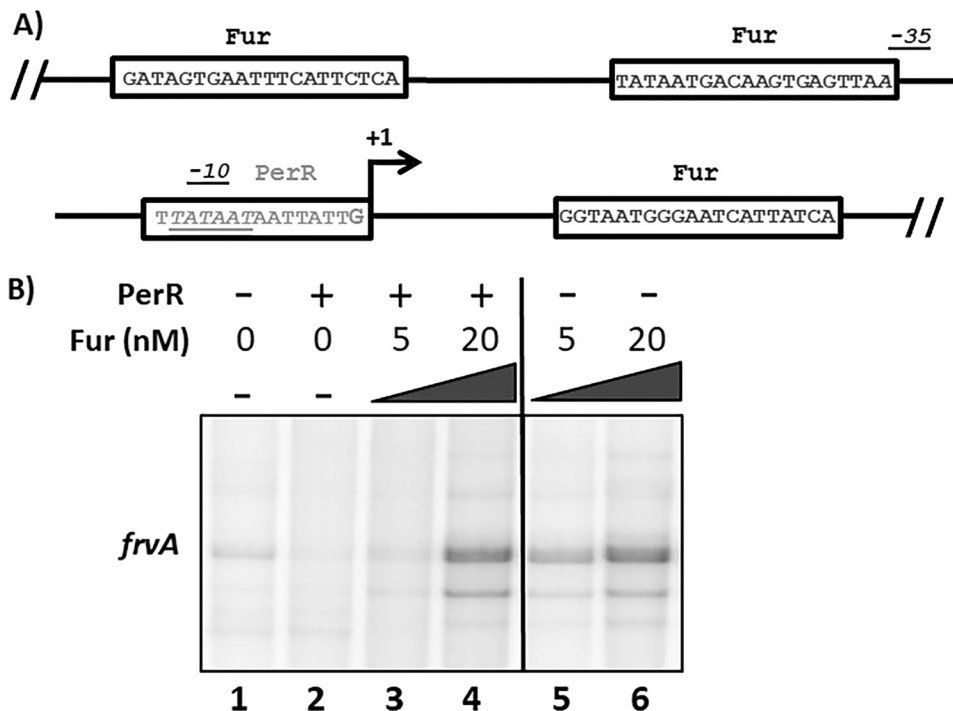 A)
Fur Fur -35
GATAGTGAATTTCATTCTCA TATAATGACAAGTGAGTTAA
+1
-10 PerR Fur
TTATAATAATTATTG GGTAATGGGAATCATTATCA
B)
PerR - + + + - -
Fur (nM) 0 0 5 20 5 20
- -
frvA
1 2 3 4 5 6